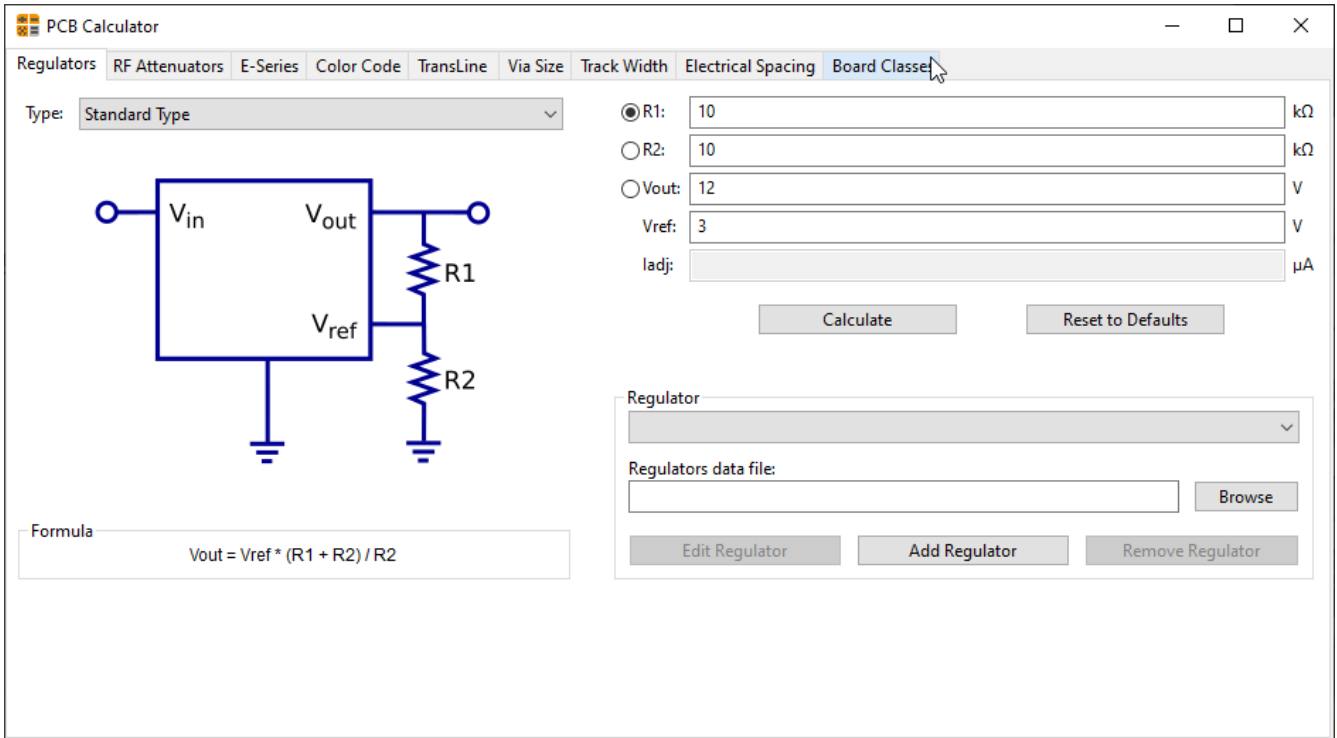 PCB Calculator
Regulators RF Attenuators E-Series Color Code TransLine Via Size Track Width Electrical Spacing Board Classes
Type: Standard Type
R1: 10 kΩ
R2: 10 kΩ
Vout: 12 V
Vref: 3 V
Iadj: µA
Calculate Reset to Defaults
Vin Vout
R1
Vref
R2
Regulator
Regulators data file:
Browse
Edit Regulator Add Regulator Remove Regulator
Formula
Vout = Vref * (R1 + R2) / R2